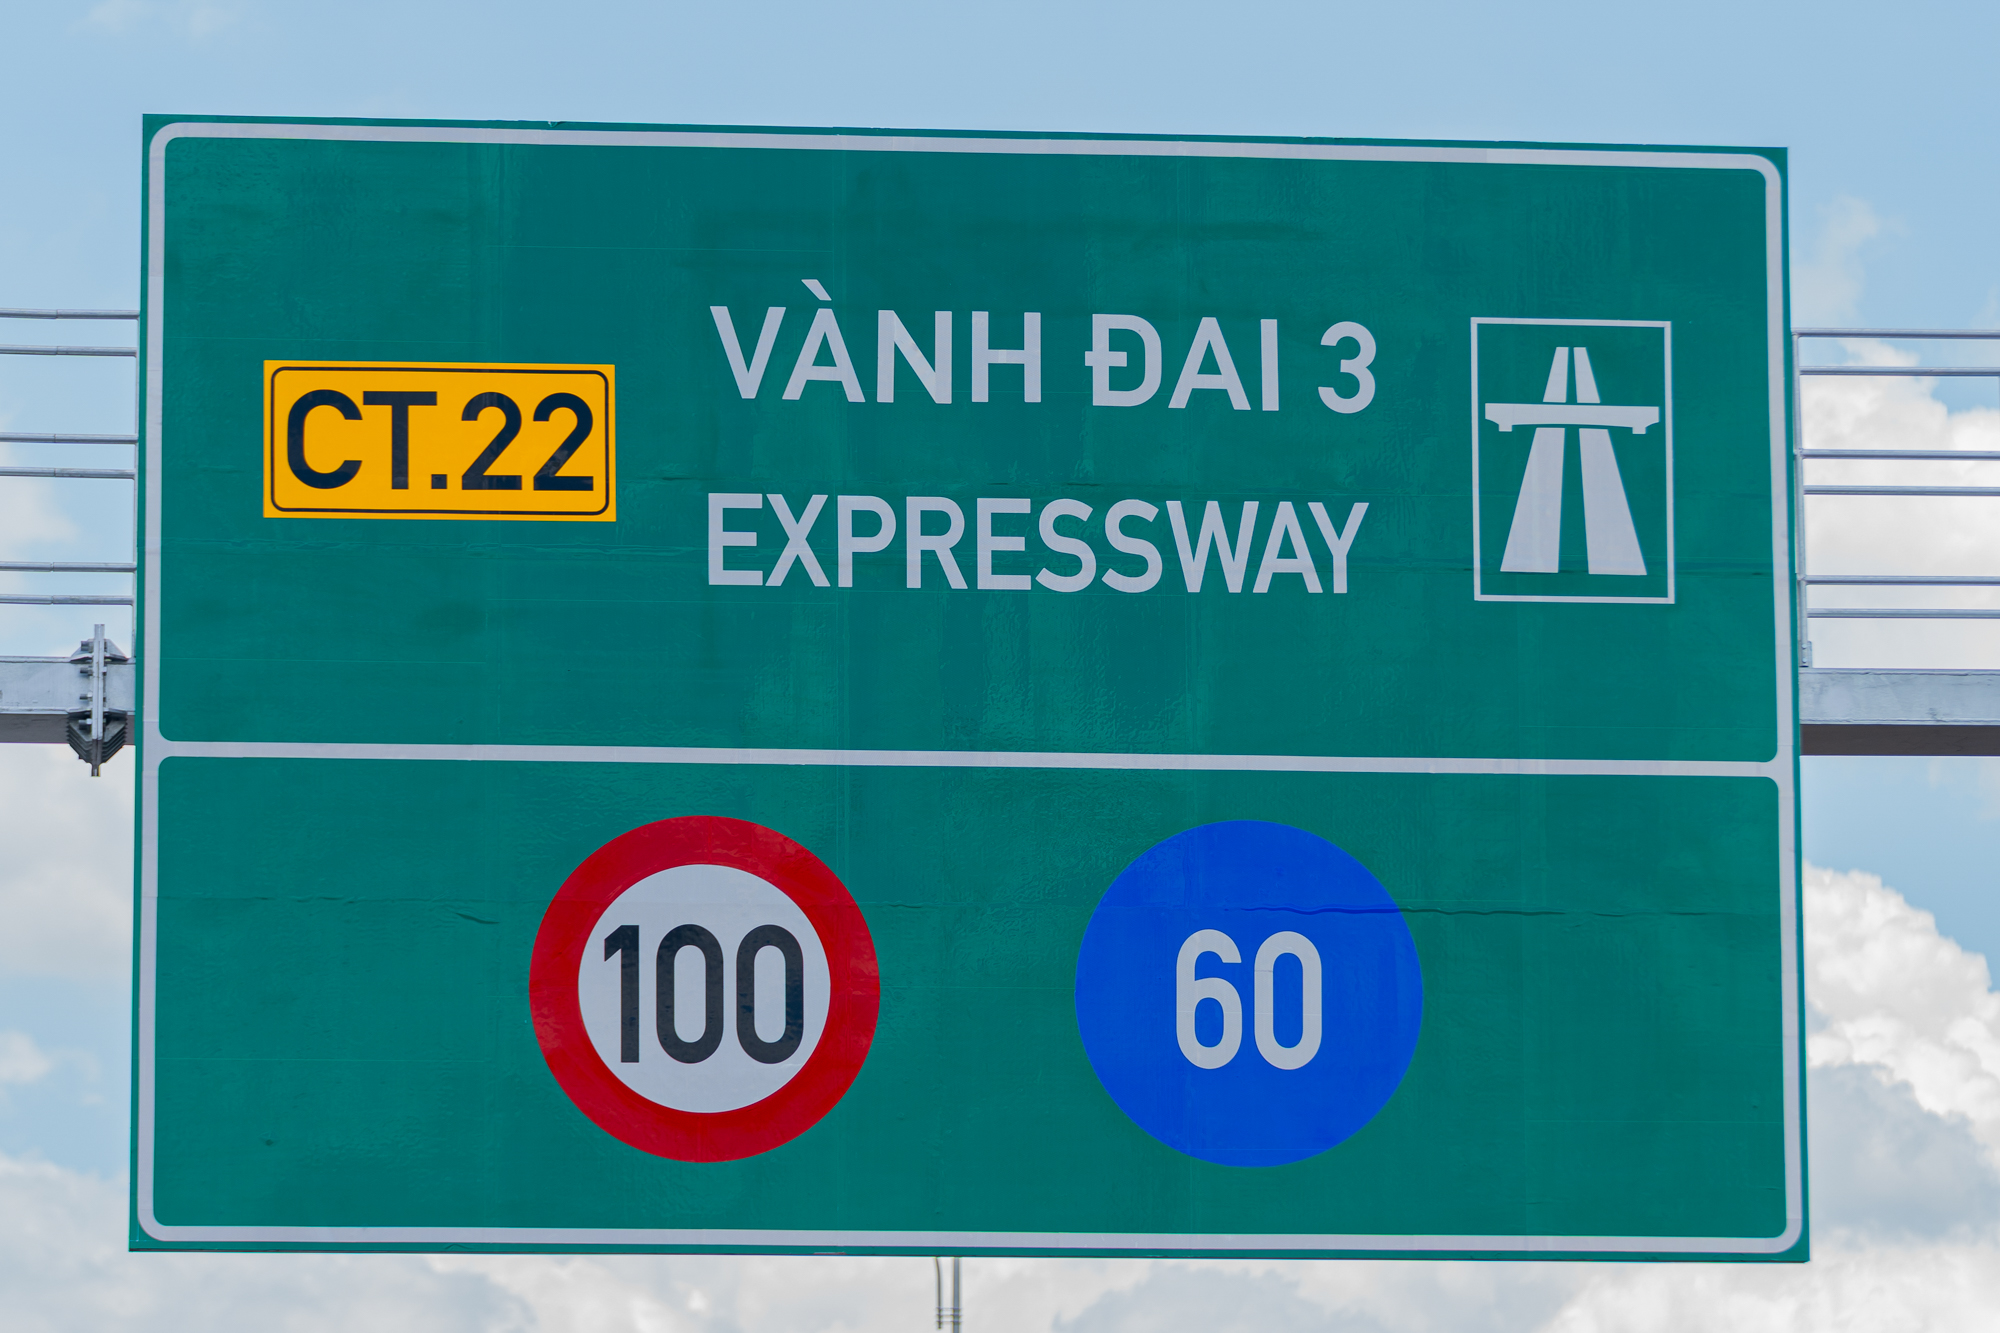 CT.22
VÀNH ĐAI 3
EXPRESSWAY
100
60